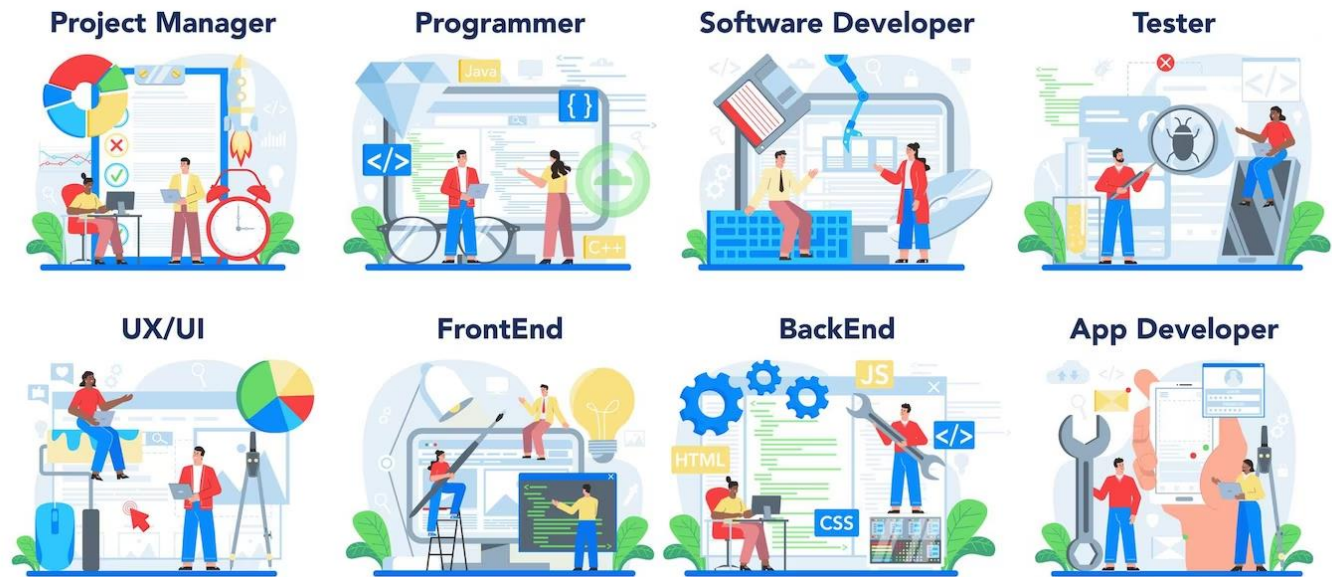 Project Manager
Programmer
Software Developer
Tester
Java
{}
</>
C++
</>
</>
</>
</>
UX/UI
FrontEnd
BackEnd
App Developer
JS
</>
HTML
CSS
</>